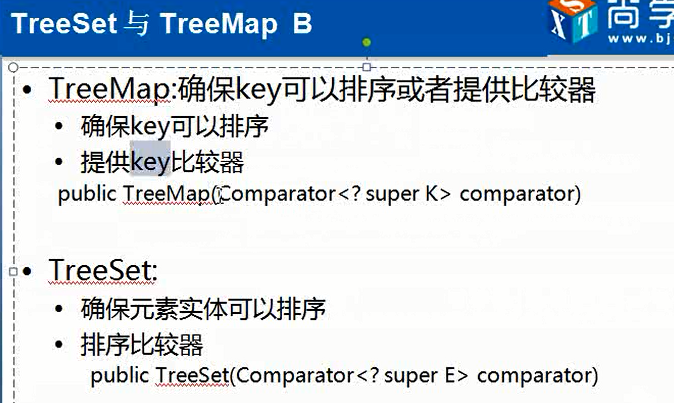 TreeSet 与 TreeMap B
尚学
www.bj
• TreeMap:确保key可以排序或者提供比较器
• 确保key可以排序
• 提供key比较器
public TreeMap(Comparator<? super K> comparator)
• TreeSet:
• 确保元素实体可以排序
• 排序比较器
public TreeSet(Comparator<? super E> comparator)